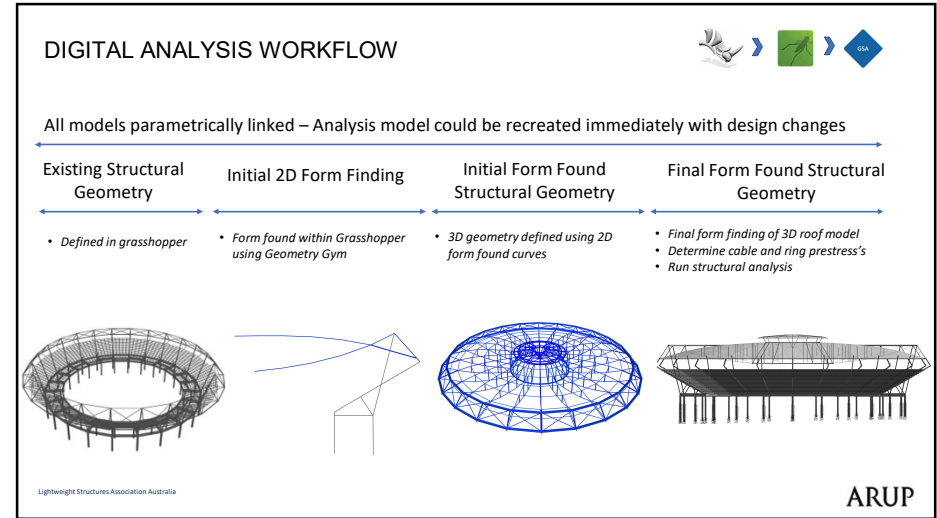 DIGITAL ANALYSIS WORKFLOW
GSA
All models parametrically linked – Analysis model could be recreated immediately with design changes
Existing Structural
Geometry
Initial 2D Form Finding
Initial Form Found
Structural Geometry
Final Form Found Structural
Geometry
• Defined in grasshopper
• Form found within Grasshopper
using Geometry Gym
• 3D geometry defined using 2D
form found curves
• Final form finding of 3D roof model
• Determine cable and ring prestress's
• Run structural analysis
Lightweight Structures Association Australia
ARUP